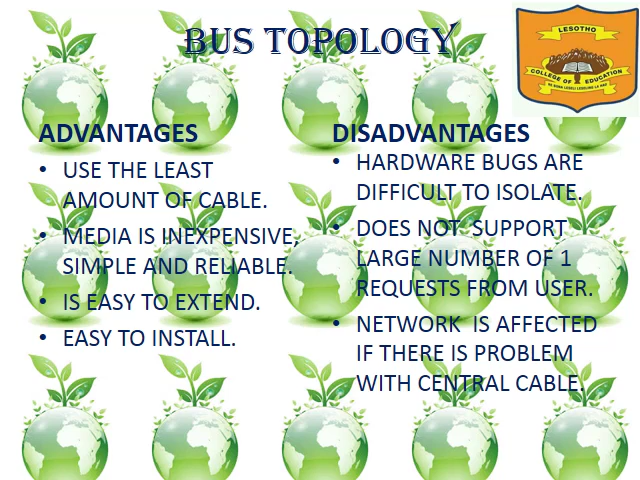 BUS TOPOLOGY
LESOTHO
COLLEGE OF EDUCATION
ADVANTAGES
• USE THE LEAST
AMOUNT OF CABLE.
• MEDIA IS INEXPENSIVE,
SIMPLE AND RELIABLE.
• IS EASY TO EXTEND.
• EASY TO INSTALL.
DISADVANTAGES
• HARDWARE BUGS ARE
DIFFICULT TO ISOLATE.
• DOES NOT SUPPORT
LARGE NUMBER OF 1
REQUESTS FROM USER.
• NETWORK IS AFFECTED
IF THERE IS PROBLEM
WITH CENTRAL CABLE.